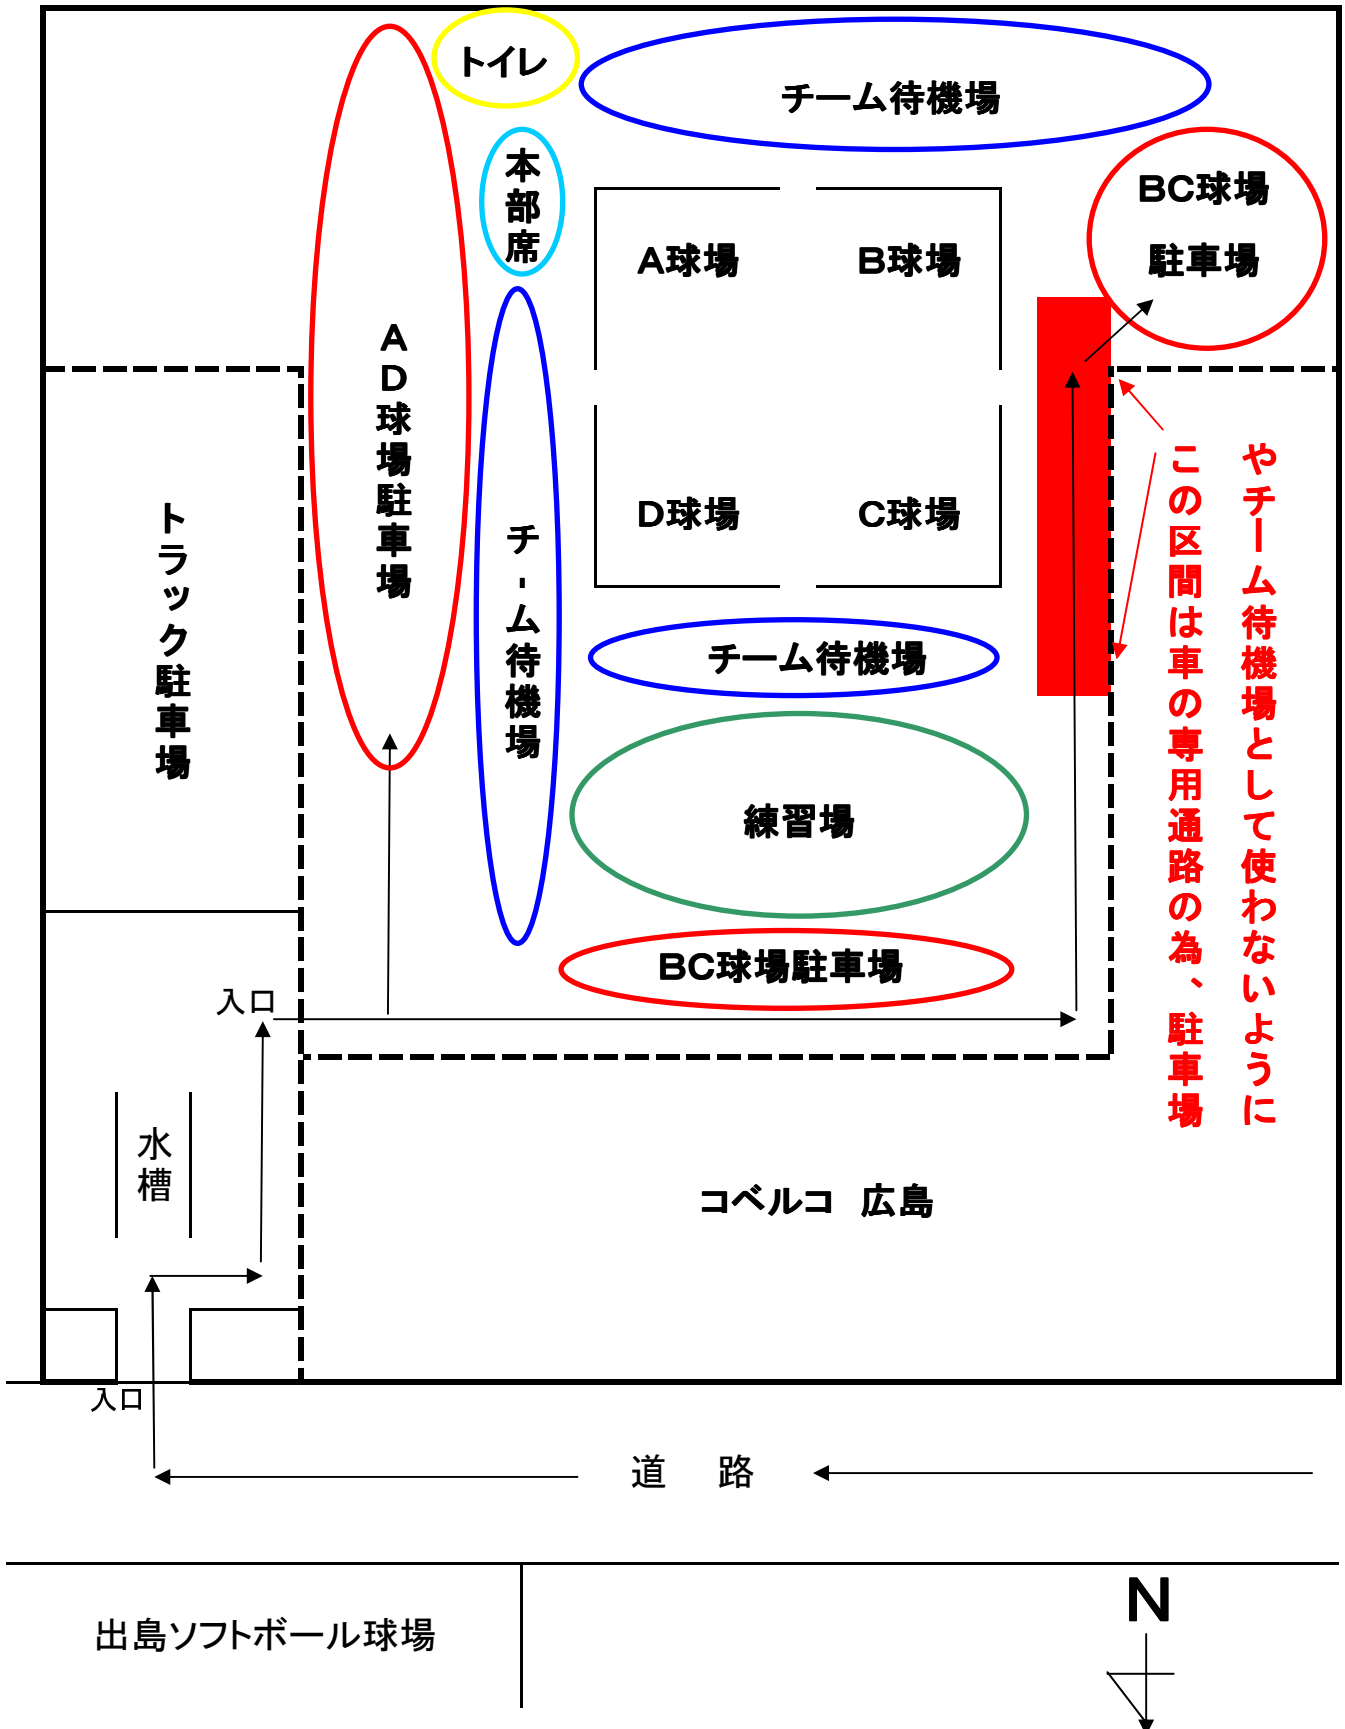 トイレ
チーム待機場
本部席
BC球場
駐車場
A球場
B球場
AD球場駐車場
トラック駐車場
D球場
C球場
チ-ム待機場
チーム待機場
この区間は車の専用通路の為、駐車場
やチーム待機場として使わないように
練習場
BC球場駐車場
入口
水槽
コベルコ 広島
入口
道 路
出島ソフトボール球場
N